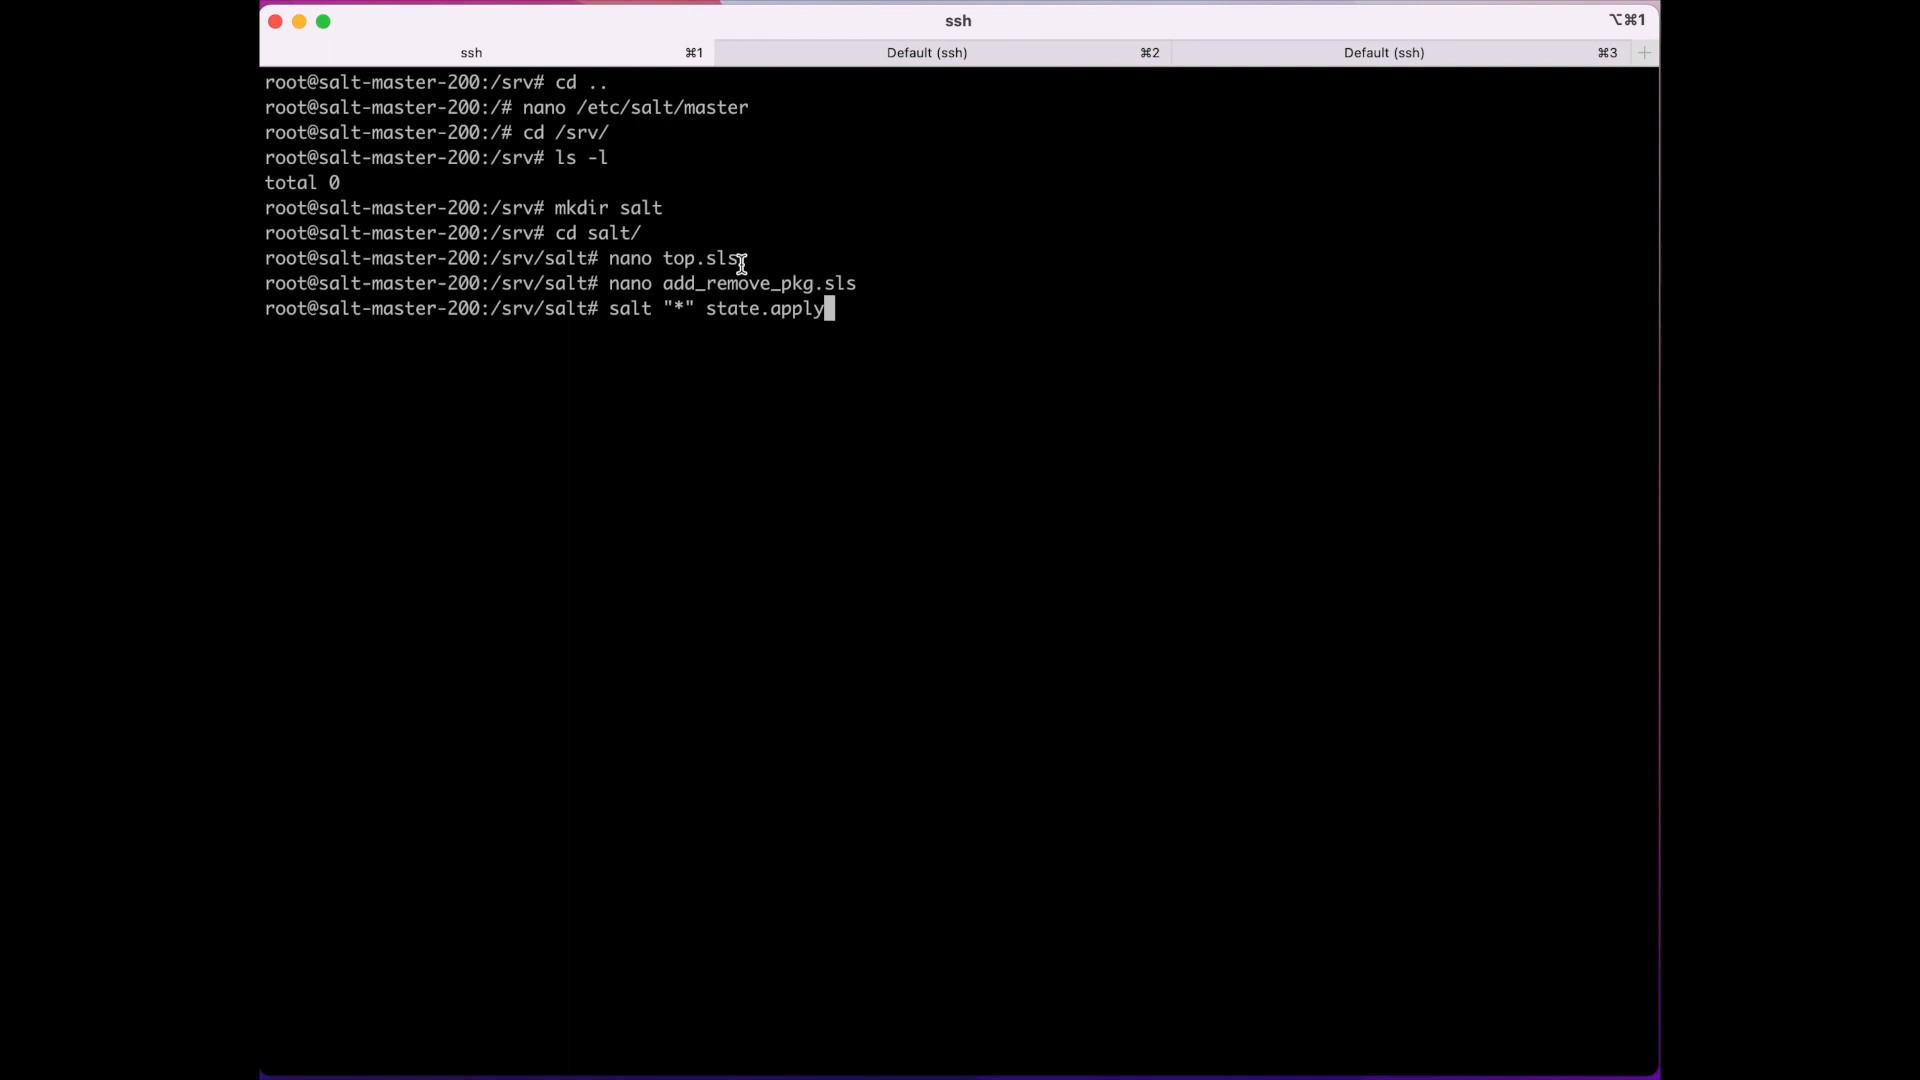 ssh
⌥⌘1
ssh ⌘1 Default (ssh) ⌘2 Default (ssh) ⌘3 +
root@salt-master-200:/srv# cd ..
root@salt-master-200:/# nano /etc/salt/master
root@salt-master-200:/# cd /srv/
root@salt-master-200:/srv# ls -l
total 0
root@salt-master-200:/srv# mkdir salt
root@salt-master-200:/srv# cd salt/
root@salt-master-200:/srv/salt# nano top.sls
root@salt-master-200:/srv/salt# nano add_remove_pkg.sls
root@salt-master-200:/srv/salt# salt "*" state.apply